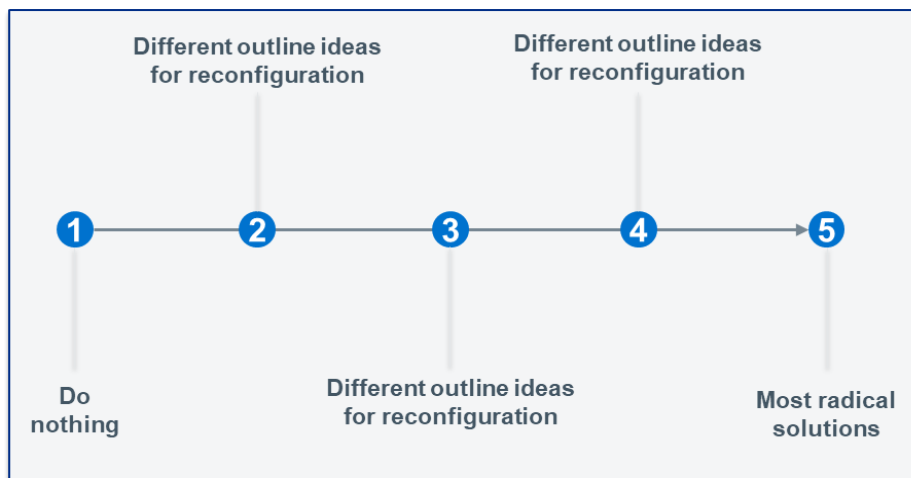 Different outline ideas
for reconfiguration
Different outline ideas
for reconfiguration
1
2
3
4
5
Do
nothing
Different outline ideas
for reconfiguration
Most radical
solutions